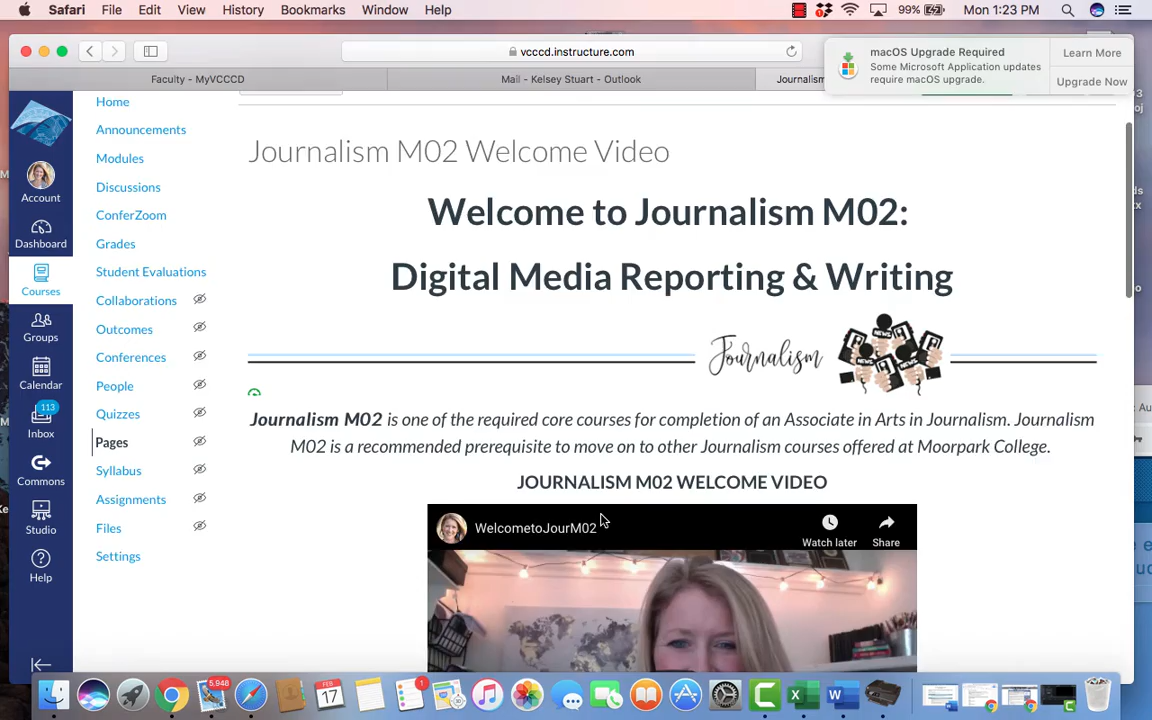 Safari File Edit View History Bookmarks Window Help 99% Mon 1:23 PM
vcccd.instructure.com
macOS Upgrade Required
Some Microsoft Application updates
require macOS upgrade.
Learn More
Upgrade Now
Faculty - MyVCCCD
Mail - Kelsey Stuart - Outlook
Journalism
Account
Dashboard
Courses
Groups
Calendar
113
Inbox
Commons
Studio
Help
Home
Announcements
Modules
Discussions
ConferZoom
Grades
Student Evaluations
Collaborations
Outcomes
Conferences
People
Quizzes
Pages
Syllabus
Assignments
Files
Settings
Journalism M02 Welcome Video
Welcome to Journalism M02:
Digital Media Reporting & Writing
Journalism
Journalism M02 is one of the required core courses for completion of an Associate in Arts in Journalism. Journalism
M02 is a recommended prerequisite to move on to other Journalism courses offered at Moorpark College.
JOURNALISM M02 WELCOME VIDEO
WelcometoJourM02
Watch later
Share
5,948
FEB
17
1